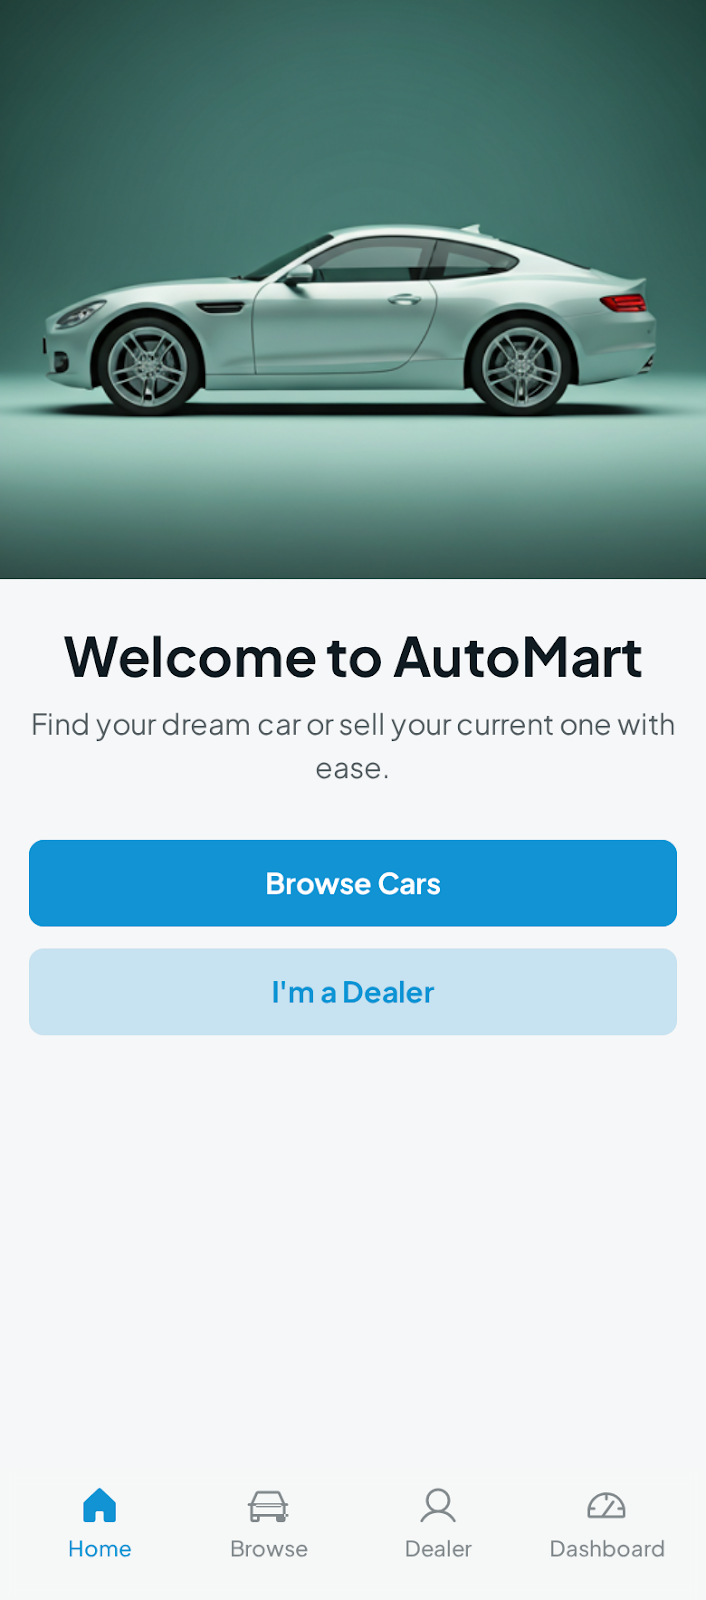 Welcome to AutoMart
Find your dream car or sell your current one with
ease.
Browse Cars
I'm a Dealer
Home
Browse
Dealer
Dashboard